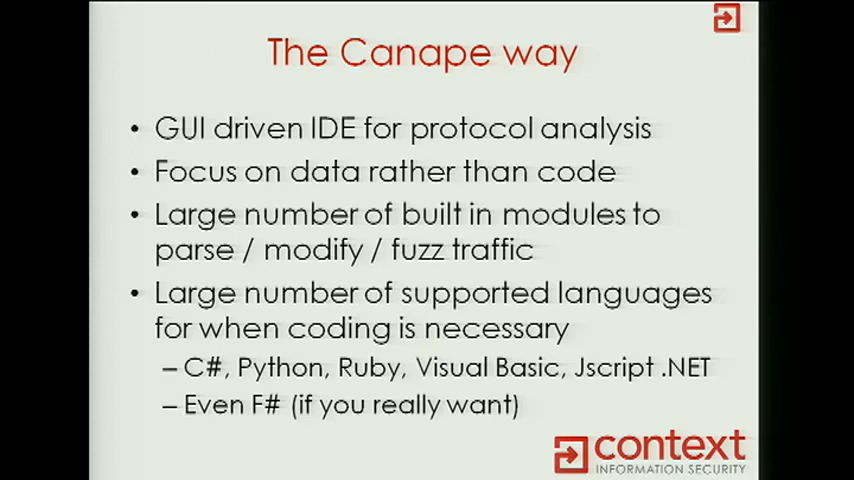 The Canape way
• GUI driven IDE for protocol analysis
• Focus on data rather than code
• Large number of built in modules to
parse / modify / fuzz traffic
• Large number of supported languages
for when coding is necessary
– C#, Python, Ruby, Visual Basic, Jscript .NET
– Even F# (if you really want)
context
INFORMATION SECURITY